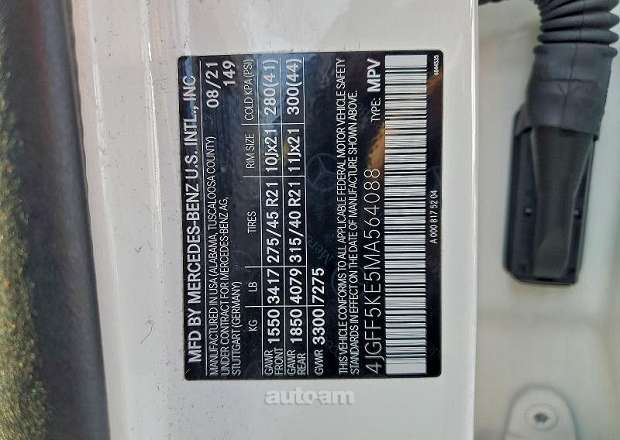 MFD BY MERCEDES-BENZ U.S. INTL., INC
MANUFACTURED IN USA (ALABAMA, TUSCALOOSA COUNTY) 08/21
UNDER CONTRACT FOR MERCEDES-BENZ AG,
STUTTGART (GERMANY) 149
KG LB TIRES RIM SIZE COLD KPA (PSI)
GAWR FRONT 1550 3417 275/45 R21 10Jx21 280(41)
GAWR REAR 1850 4079 315/40 R21 11Jx21 300(44)
GVWR 3300 7275
THIS VEHICLE CONFORMS TO ALL APPLICABLE FEDERAL MOTOR VEHICLE SAFETY
STANDARDS IN EFFECT ON THE DATE OF MANUFACTURE SHOWN ABOVE.
4JGFF5KE5MA564088 TYPE: MPV
A 000 817 52 04
auto.am